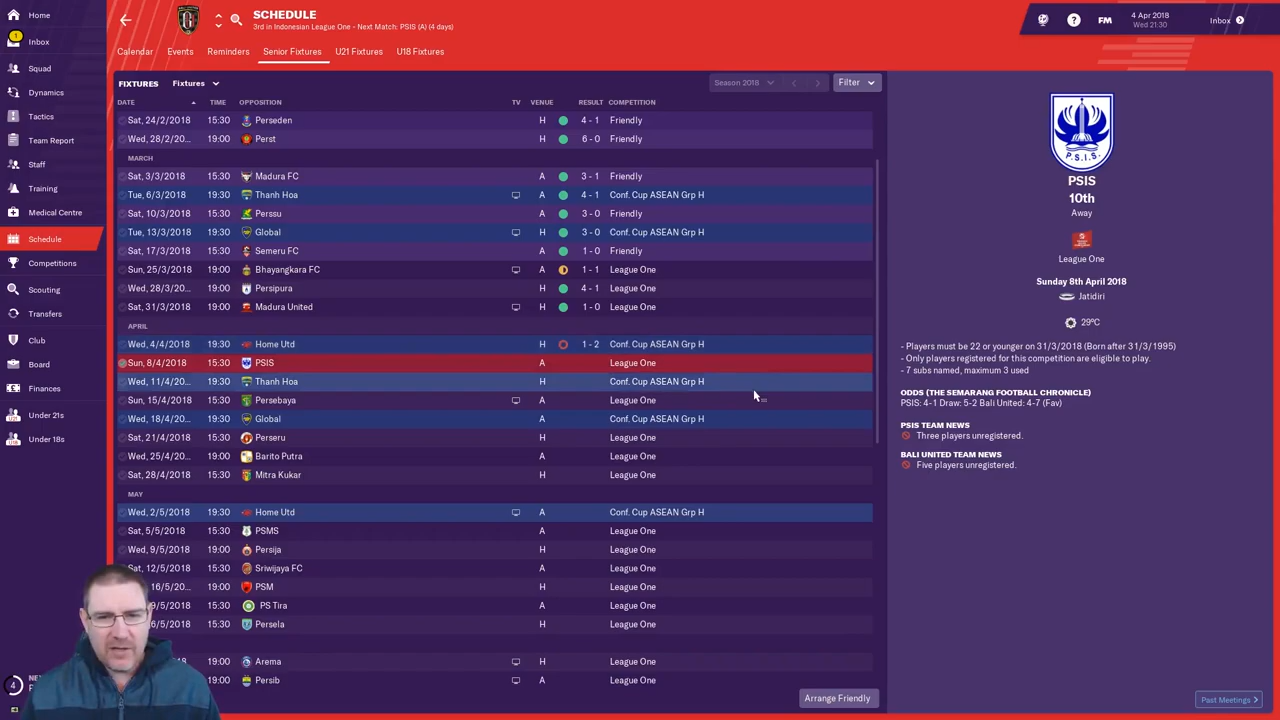 Home
SCHEDULE
3rd in Indonesian League One - Next Match: PSIS (A) (4 days)
FM
4 Apr 2018
Wed 21:30
Inbox
1
Inbox
Calendar Events Reminders Senior Fixtures U21 Fixtures U18 Fixtures
Squad
Dynamics
Tactics
Team Report
Staff
Training
Medical Centre
Schedule
Competitions
Scouting
Transfers
Club
Board
Finances
Under 21s
Under 18s
4
FIXTURES Fixtures Season 2018 Filter
DATE TIME OPPOSITION TV VENUE RESULT COMPETITION
Sat, 24/2/2018 15:30 Perseden H 4 - 1 Friendly
Wed, 28/2/20... 19:00 Perst H 6 - 0 Friendly
MARCH
Sat, 3/3/2018 15:30 Madura FC A 3 - 1 Friendly
Tue, 6/3/2018 19:30 Thanh Hoa A 4 - 1 Conf. Cup ASEAN Grp H
Sat, 10/3/2018 15:30 Perssu A 3 - 0 Friendly
Tue, 13/3/2018 19:30 Global H 3 - 0 Conf. Cup ASEAN Grp H
Sat, 17/3/2018 15:30 Semeru FC A 1 - 0 Friendly
Sun, 25/3/2018 19:00 Bhayangkara FC A 1 - 1 League One
Wed, 28/3/20... 19:00 Persipura H 4 - 1 League One
Sat, 31/3/2018 19:00 Madura United H 1 - 0 League One
APRIL
Wed, 4/4/2018 19:30 Home Utd H 1 - 2 Conf. Cup ASEAN Grp H
Sun, 8/4/2018 15:30 PSIS A League One
Wed, 11/4/20... 19:30 Thanh Hoa H Conf. Cup ASEAN Grp H
Sun, 15/4/2018 15:30 Persebaya A League One
Wed, 18/4/20... 19:30 Global A Conf. Cup ASEAN Grp H
Sat, 21/4/2018 15:30 Perseru H League One
Wed, 25/4/20... 19:00 Barito Putra A League One
Sat, 28/4/2018 15:30 Mitra Kukar H League One
MAY
Wed, 2/5/2018 19:30 Home Utd A Conf. Cup ASEAN Grp H
Sat, 5/5/2018 15:30 PSMS A League One
Wed, 9/5/2018 15:30 Persija H League One
Sat, 12/5/2018 15:30 Sriwijaya FC A League One
16/5/20... 19:00 PSM H League One
9/5/2018 15:30 PS Tira A League One
6/5/2018 15:30 Persela H League One
2018 19:00 Arema H League One
2018 19:00 Persib A League One
Arrange Friendly
P.S.I.S.
PSIS
10th
Away
League One
Sunday 8th April 2018
Jatidiri
29ºC
- Players must be 22 or younger on 31/3/2018 (Born after 31/3/1995)
- Only players registered for this competition are eligible to play.
- 7 subs named, maximum 3 used
ODDS (THE SEMARANG FOOTBALL CHRONICLE)
PSIS: 4-1 Draw: 5-2 Bali United: 4-7 (Fav)
PSIS TEAM NEWS
Three players unregistered.
BALI UNITED TEAM NEWS
Five players unregistered.
Past Meetings